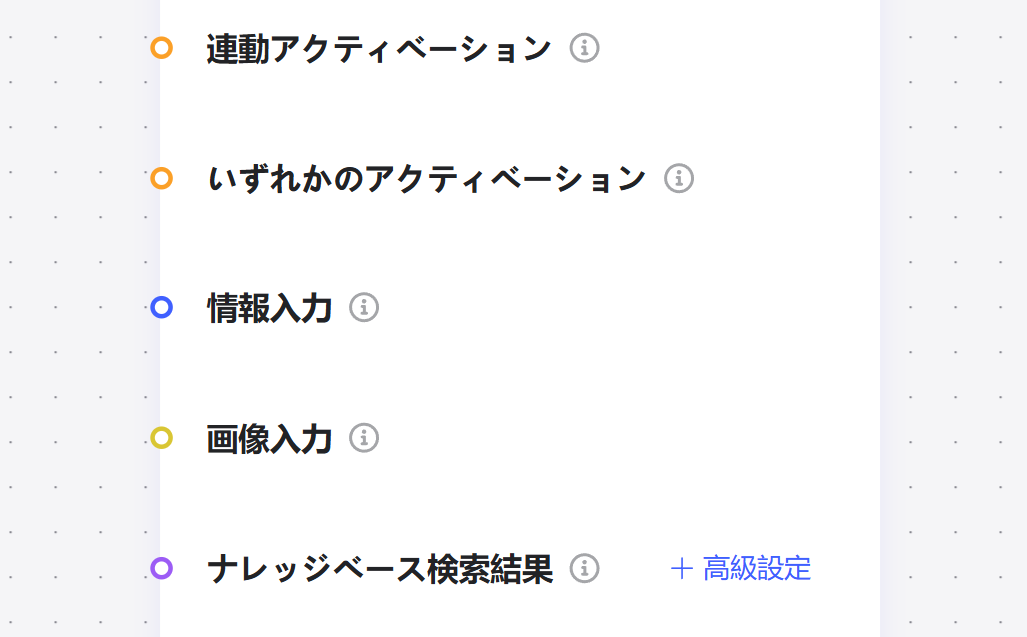 連動アクティベーション
いずれかのアクティベーション
情報入力
画像入力
ナレッジベース検索結果 + 高級設定